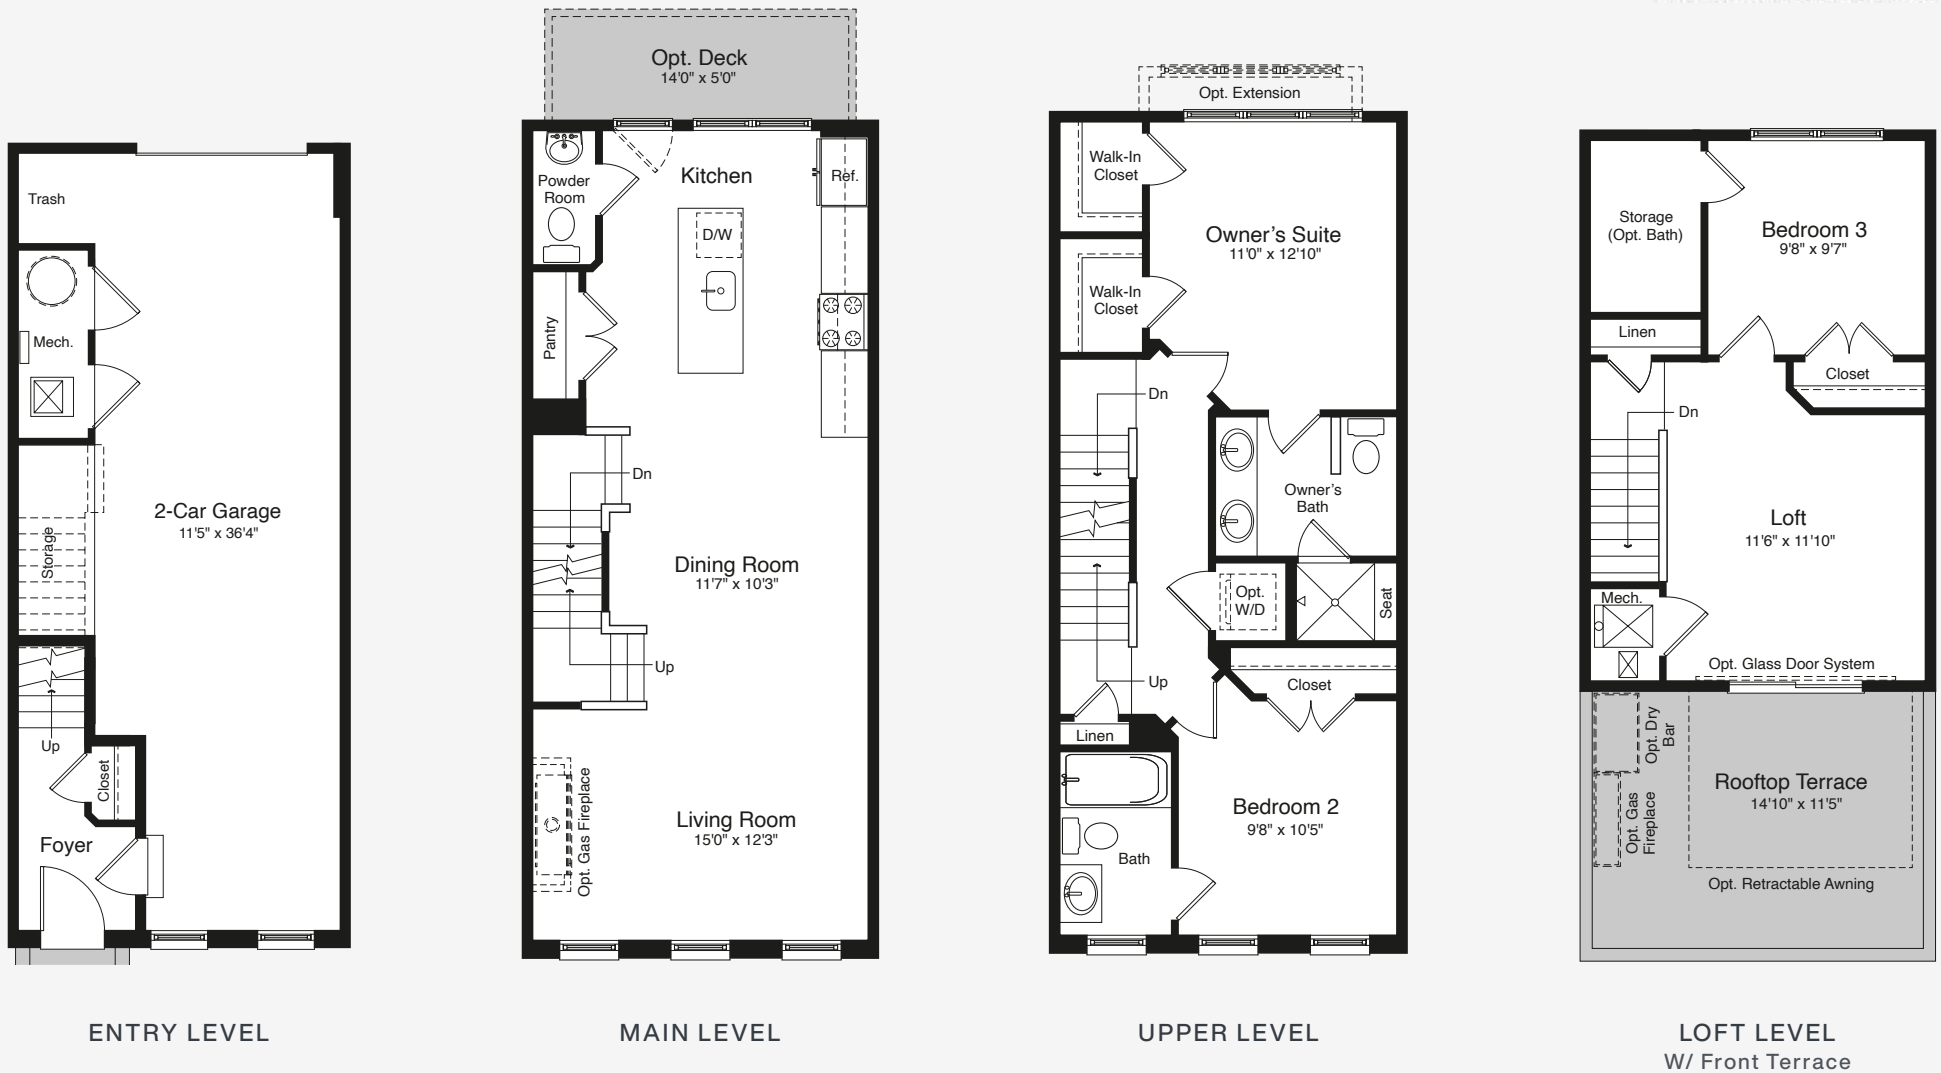 Trash
Mech.
Storage
2-Car Garage
11'5" x 36'4"
Up
Closet
Foyer
ENTRY LEVEL
Opt. Deck
14'0" x 5'0"
Powder
Room
Kitchen
Ref.
D/W
Pantry
Dn
Dining Room
11'7" x 10'3"
Up
Opt. Gas Fireplace
Living Room
15'0" x 12'3"
MAIN LEVEL
Opt. Extension
Walk-In
Closet
Owner’s Suite
11'0" x 12'10"
Walk-In
Closet
Dn
Owner’s
Bath
Opt.
W/D
Seat
Up
Closet
Linen
Bedroom 2
9'8" x 10'5"
Bath
UPPER LEVEL
Storage
(Opt. Bath)
Bedroom 3
9'8" x 9'7"
Linen
Closet
Dn
Loft
11'6" x 11'10"
Mech.
Opt. Glass Door System
Opt. Dry
Bar
Rooftop Terrace
14'10" x 11'5"
Opt. Gas
Fireplace
Opt. Retractable Awning
LOFT LEVEL
W/ Front Terrace